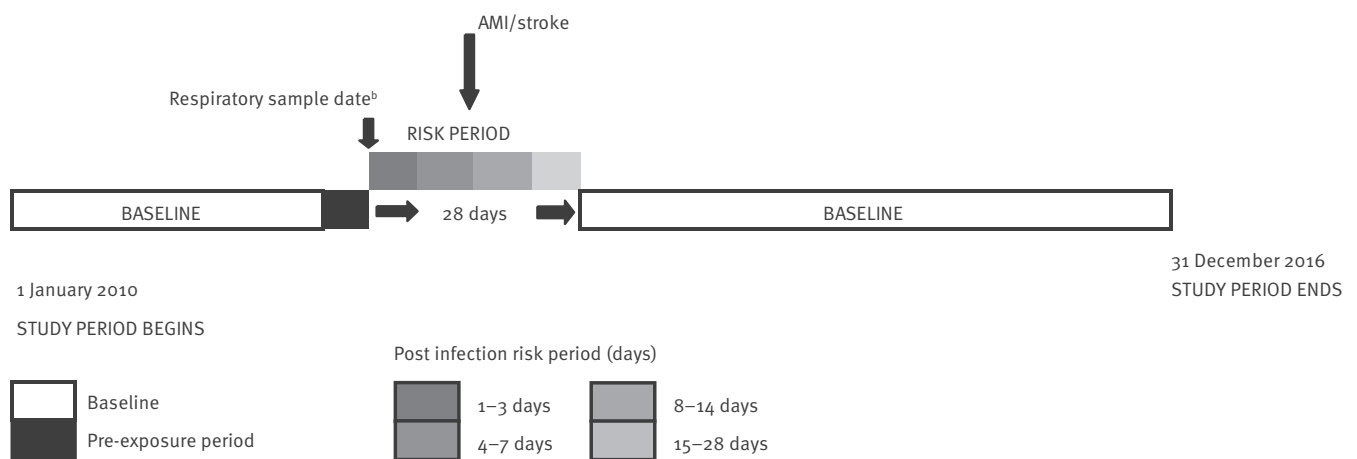 AMI/stroke
Respiratory sample dateᵇ
RISK PERIOD
BASELINE
28 days
BASELINE
1 January 2010
STUDY PERIOD BEGINS
31 December 2016
STUDY PERIOD ENDS
Post infection risk period (days)
Baseline
Pre-exposure period
1–3 days
4–7 days
8–14 days
15–28 days